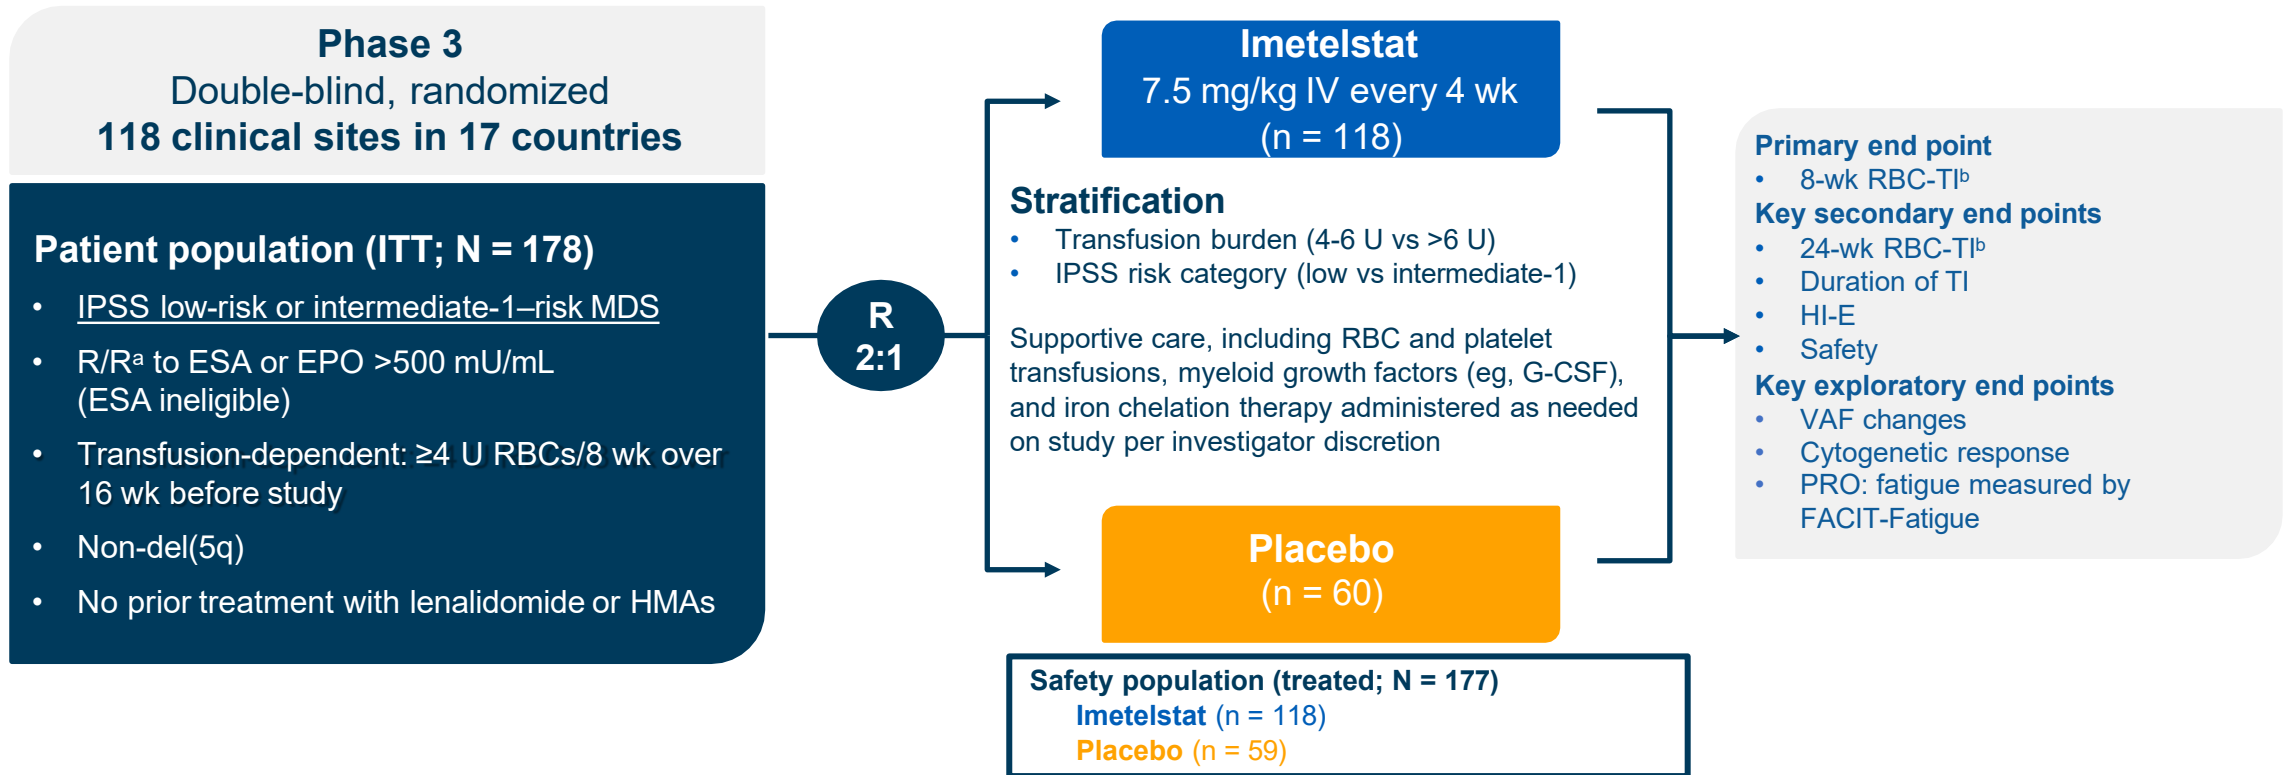 Phase 3
Double-blind, randomized
118 clinical sites in 17 countries
Patient population (ITT; N = 178)
• IPSS low-risk or intermediate-1–risk MDS
• R/Rᵃ to ESA or EPO >500 mU/mL
(ESA ineligible)
• Transfusion-dependent: ≥4 U RBCs/8 wk over
16 wk before study
• Non-del(5q)
• No prior treatment with lenalidomide or HMAs
R
2:1
Imetelstat
7.5 mg/kg IV every 4 wk
(n = 118)
Stratification
• Transfusion burden (4-6 U vs >6 U)
• IPSS risk category (low vs intermediate-1)
Supportive care, including RBC and platelet
transfusions, myeloid growth factors (eg, G-CSF),
and iron chelation therapy administered as needed
on study per investigator discretion
Placebo
(n = 60)
Safety population (treated; N = 177)
Imetelstat (n = 118)
Placebo (n = 59)
Primary end point
• 8-wk RBC-TIᵇ
Key secondary end points
• 24-wk RBC-TIᵇ
• Duration of TI
• HI-E
• Safety
Key exploratory end points
• VAF changes
• Cytogenetic response
• PRO: fatigue measured by
FACIT-Fatigue